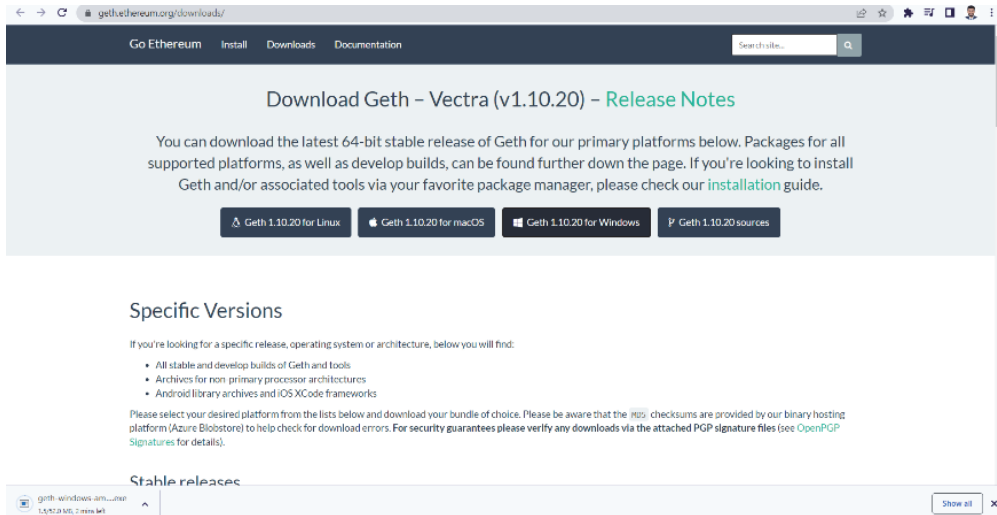 geth.ethereum.org/downloads/
Go Ethereum Install Downloads Documentation Search site...
Download Geth – Vectra (v1.10.20) – Release Notes
You can download the latest 64-bit stable release of Geth for our primary platforms below. Packages for all
supported platforms, as well as develop builds, can be found further down the page. If you're looking to install
Geth and/or associated tools via your favorite package manager, please check our installation guide.
Geth 1.10.20 for Linux Geth 1.10.20 for macOS Geth 1.10.20 for Windows Geth 1.10.20 sources
Specific Versions
If you're looking for a specific release, operating system or architecture, below you will find:
• All stable and develop builds of Geth and tools
• Archives for non-primary processor architectures
• Android library archives and iOS XCode frameworks
Please select your desired platform from the lists below and download your bundle of choice. Please be aware that the MD5 checksums are provided by our binary hosting
platform (Azure Blobstore) to help check for download errors. For security guarantees please verify any downloads via the attached PGP signature files (see OpenPGP
Signatures for details).
Stable releases
geth-windows-am....exe
1.5/52.0 MB, 2 mins left
Show all